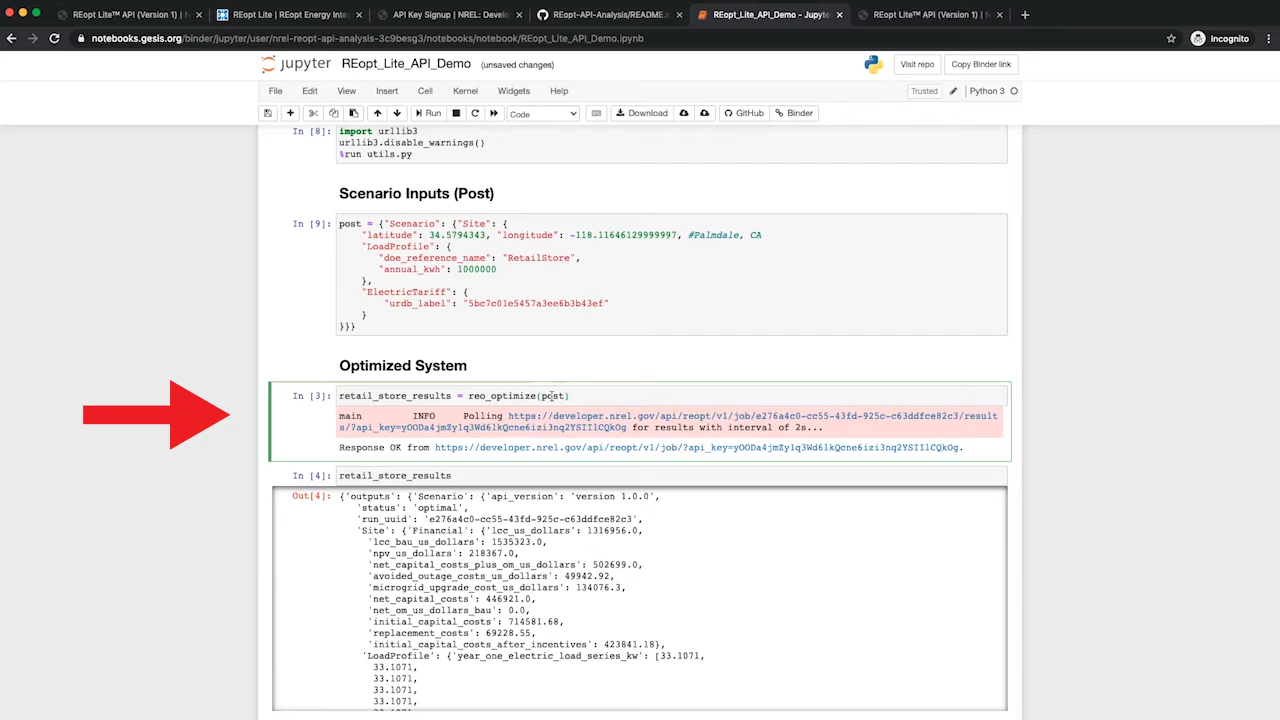 REopt Lite™ API (Version 1) | N
REopt Lite | REopt Energy Inte
API Key Signup | NREL: Develo
REopt-API-Analysis/README.m
REopt_Lite_API_Demo - Jupyte
REopt Lite™ API (Version 1) | N
notebooks.gesis.org/binder/jupyter/user/nrel-reopt-api-analysis-3c9besg3/notebooks/notebook/REopt_Lite_API_Demo.ipynb
Incognito
jupyter REopt_Lite_API_Demo (unsaved changes)
Visit repo
Copy Binder link
File Edit View Insert Cell Kernel Widgets Help
Trusted
Python 3
Run
Code
Download
GitHub
Binder
In [8]: import urllib3
urllib3.disable_warnings()
%run utils.py
Scenario Inputs (Post)
In [9]: post = {"Scenario": {"Site": {
"latitude": 34.5794343, "longitude": -118.11646129999997, #Palmdale, CA
"LoadProfile": {
"doe_reference_name": "RetailStore",
"annual_kwh": 1000000
},
"ElectricTariff": {
"urdb_label": "5bc7c01e5457a3ee6b3b43ef"
}
}}}
Optimized System
In [3]: retail_store_results = reo_optimize(post)
main INFO Polling https://developer.nrel.gov/api/reopt/v1/job/e276a4c0-cc55-43fd-925c-c63ddfce82c3/result
s/?api_key=yOODa4jmZy1q3Wd6lkQcne6izi3nq2YSIIlCQkOg for results with interval of 2s...
Response OK from https://developer.nrel.gov/api/reopt/v1/job/?api_key=yOODa4jmZy1q3Wd6lkQcne6izi3nq2YSIIlCQkOg.
In [4]: retail_store_results
Out[4]: {'outputs': {'Scenario': {'api_version': 'version 1.0.0',
'status': 'optimal',
'run_uuid': 'e276a4c0-cc55-43fd-925c-c63ddfce82c3',
'Site': {'Financial': {'lcc_us_dollars': 1316956.0,
'lcc_bau_us_dollars': 1535323.0,
'npv_us_dollars': 218367.0,
'net_capital_costs_plus_om_us_dollars': 502699.0,
'avoided_outage_costs_us_dollars': 49942.92,
'microgrid_upgrade_cost_us_dollars': 134076.3,
'net_capital_costs': 446921.0,
'net_om_us_dollars_bau': 0.0,
'initial_capital_costs': 714581.68,
'replacement_costs': 69228.55,
'initial_capital_costs_after_incentives': 423841.18},
'LoadProfile': {'year_one_electric_load_series_kw': [33.1071,
33.1071,
33.1071,
33.1071,
33.1071,